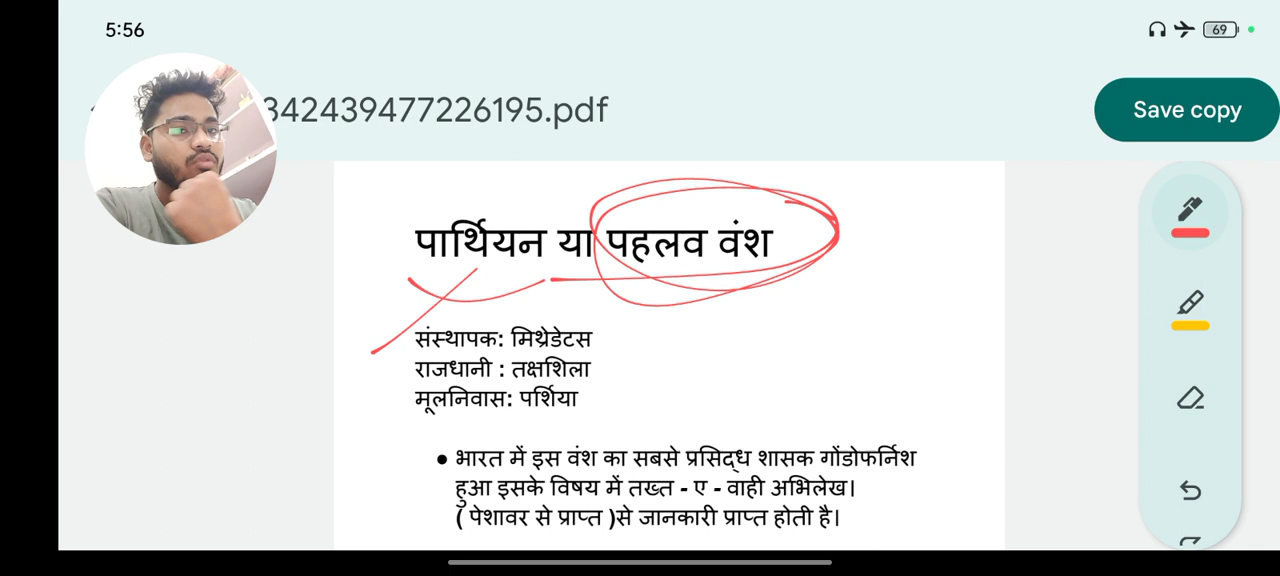 5:56
69
342439477226195.pdf
Save copy
पार्थियन या पहलव वंश
संस्थापक: मिथ्रेडेटस
राजधानी : तक्षशिला
मूलनिवास: पर्शिया
● भारत में इस वंश का सबसे प्रसिद्ध शासक गोंडोफर्निश
हुआ इसके विषय में तख्त - ए - वाही अभिलेख।
( पेशावर से प्राप्त )से जानकारी प्राप्त होती है।